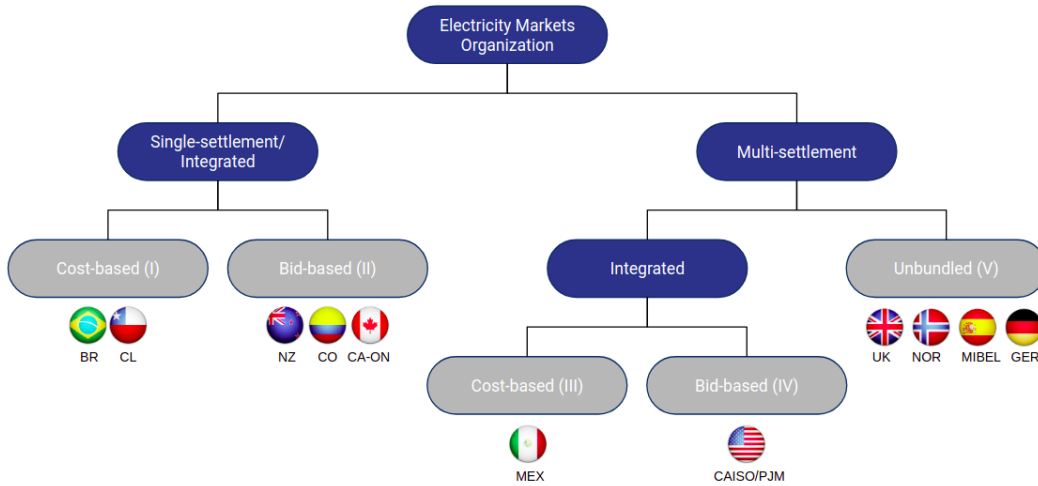 Electricity Markets
Organization
Single-settlement/
Integrated
Multi-settlement
Cost-based (I)
Bid-based (II)
Integrated
Unbundled (V)
BR
CL
NZ
CO
CA-ON
UK
NOR
MIBEL
GER
Cost-based (III)
Bid-based (IV)
MEX
CAISO/PJM